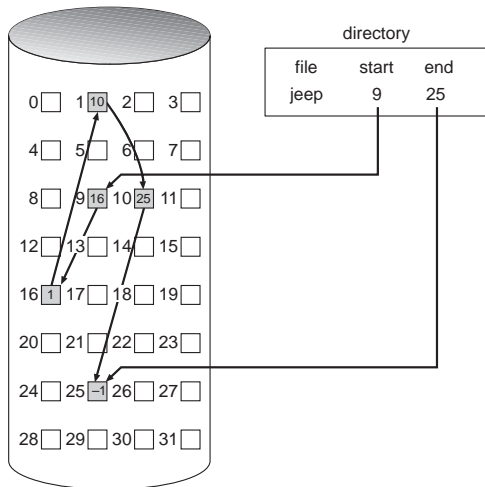 directory
file start end
jeep 9 25
0 1 10 2 3
4 5 6 7
8 9 16 10 25 11
12 13 14 15
16 1 17 18 19
20 21 22 23
24 25 –1 26 27
28 29 30 31